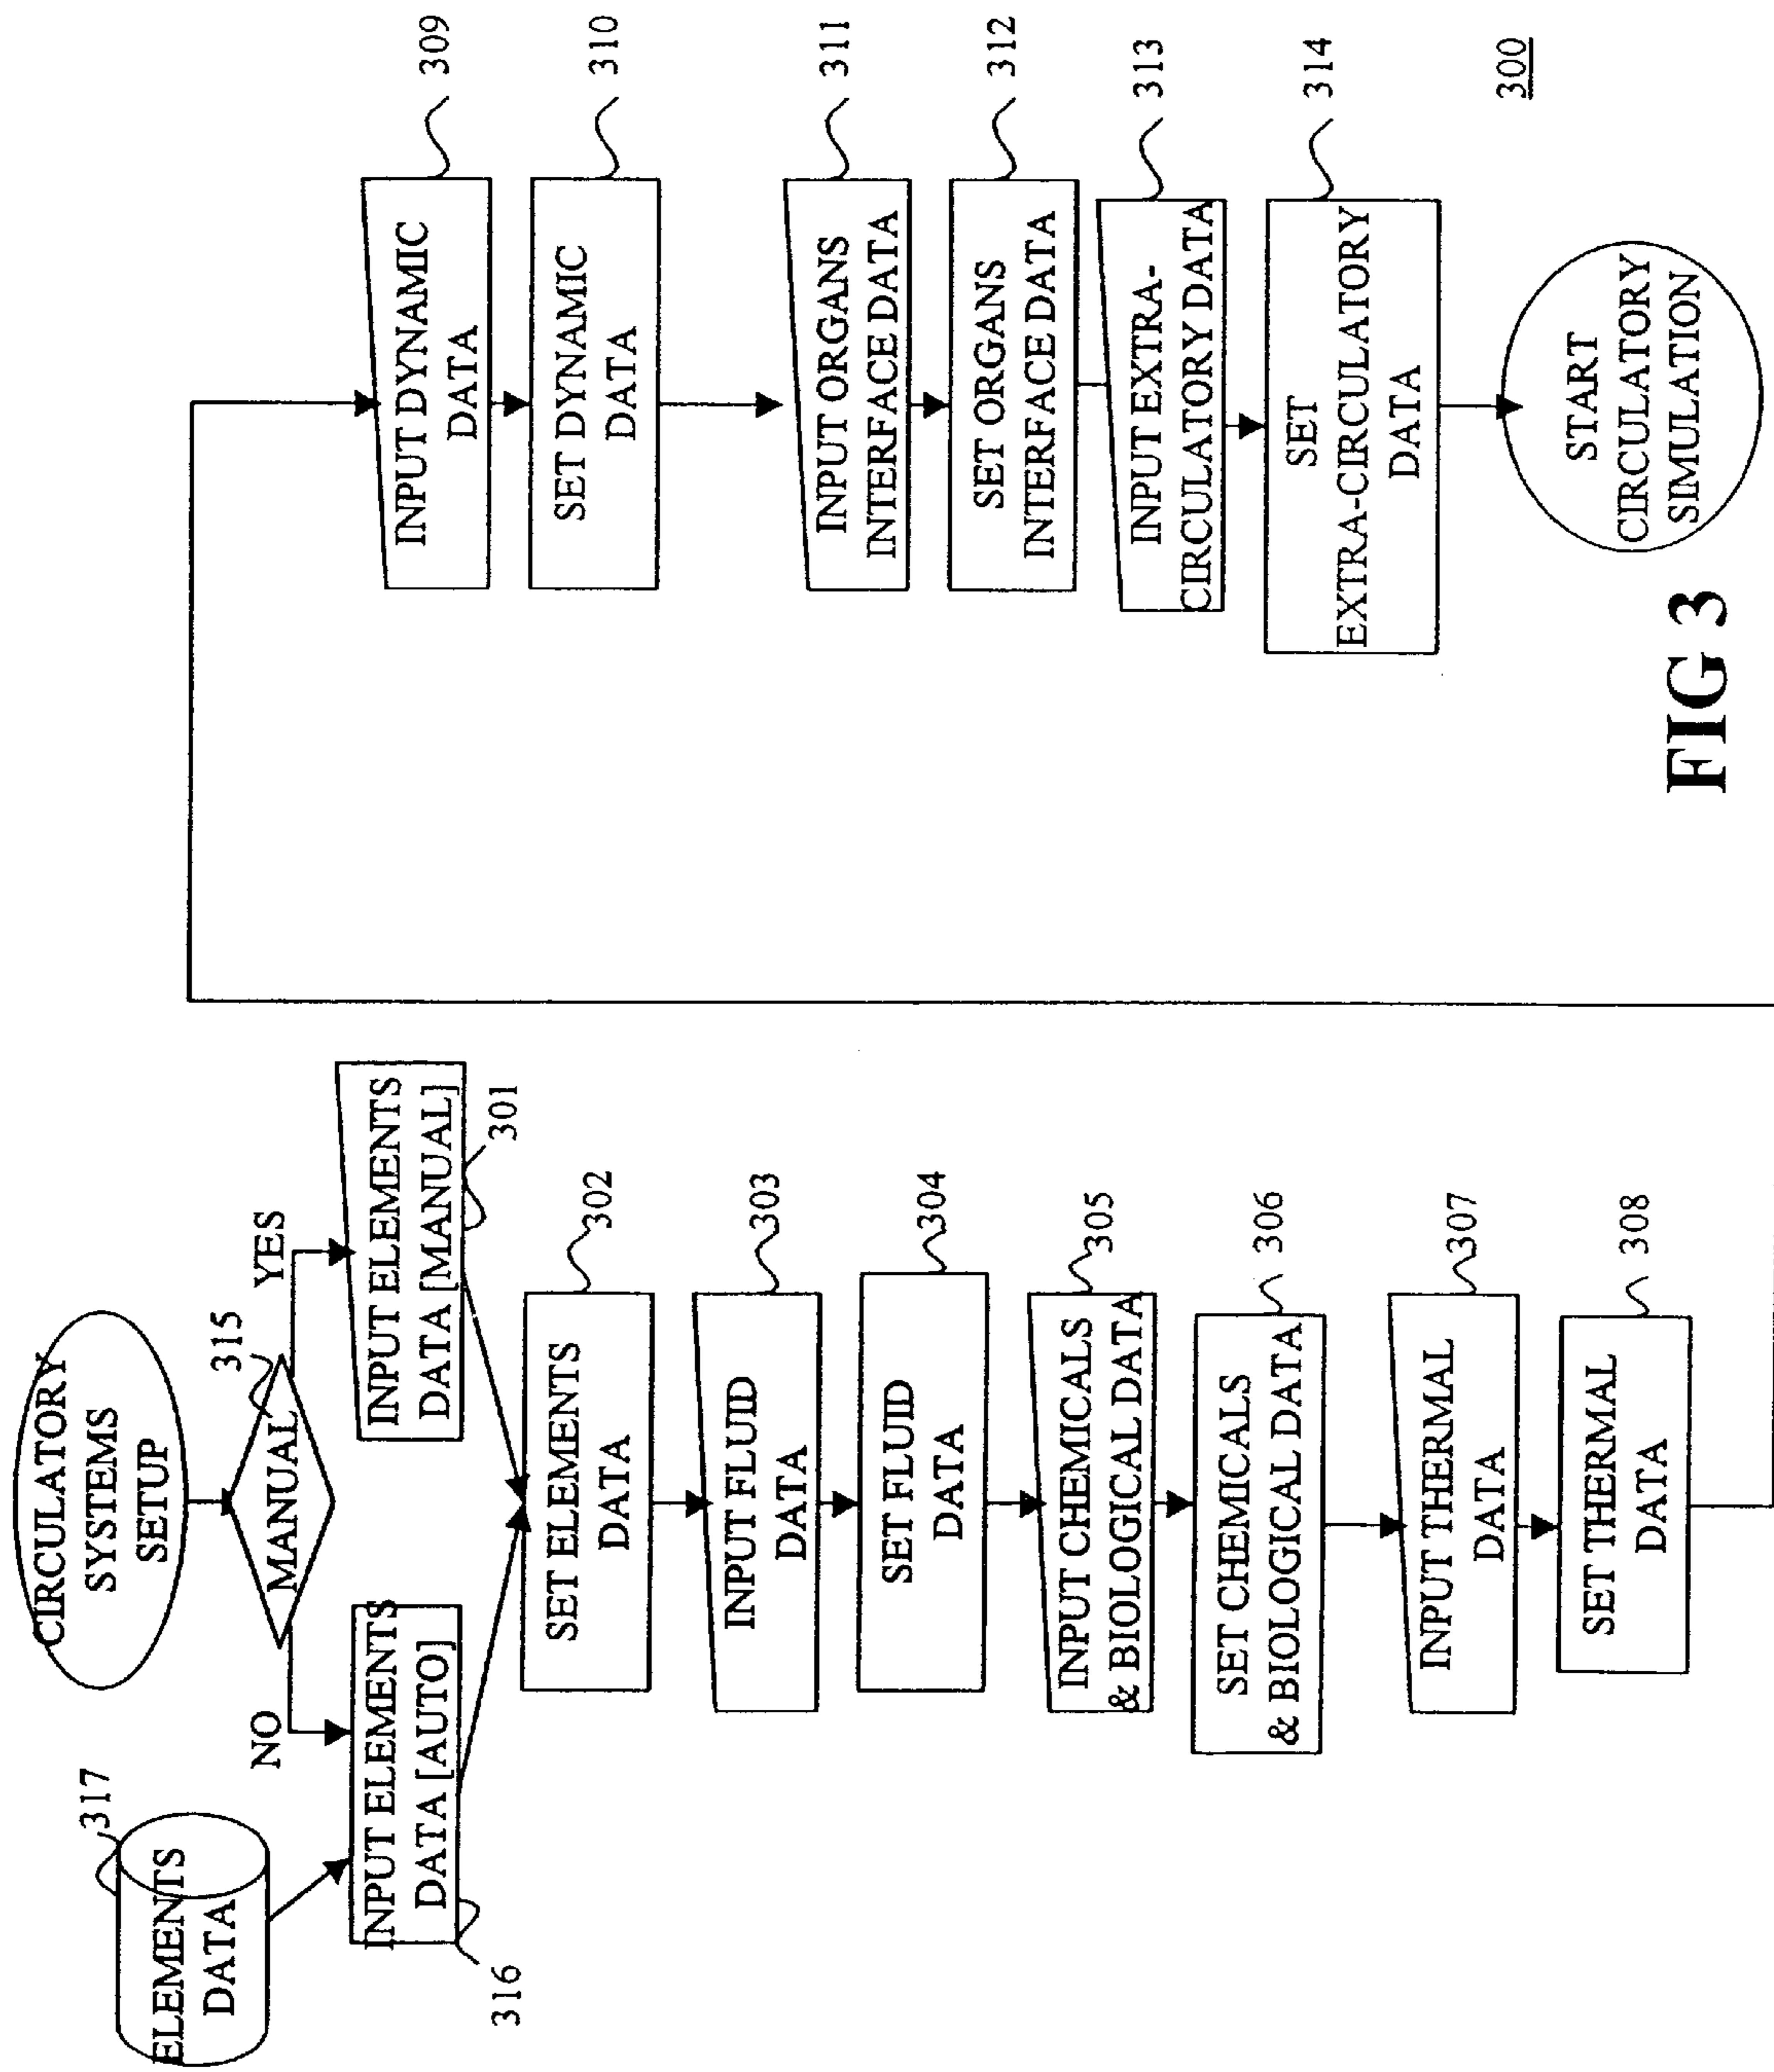 CIRCULATORY
SYSTEMS
SETUP
ELEMENTS
DATA
317
MANUAL
315
NO
YES
INPUT ELEMENTS
DATA [AUTO]
316
INPUT ELEMENTS
DATA [MANUAL]
301
SET ELEMENTS
DATA
302
INPUT FLUID
DATA
303
SET FLUID
DATA
304
INPUT CHEMICALS
& BIOLOGICAL DATA
305
SET CHEMICALS
& BIOLOGICAL DATA
306
INPUT THERMAL
DATA
307
SET THERMAL
DATA
308
INPUT DYNAMIC
DATA
309
SET DYNAMIC
DATA
310
INPUT ORGANS
INTERFACE DATA
311
SET ORGANS
INTERFACE DATA
312
INPUT EXTRA-
CIRCULATORY DATA
313
SET
EXTRA-CIRCULATORY
DATA
314
START
CIRCULATORY
SIMULATION
300
FIG 3